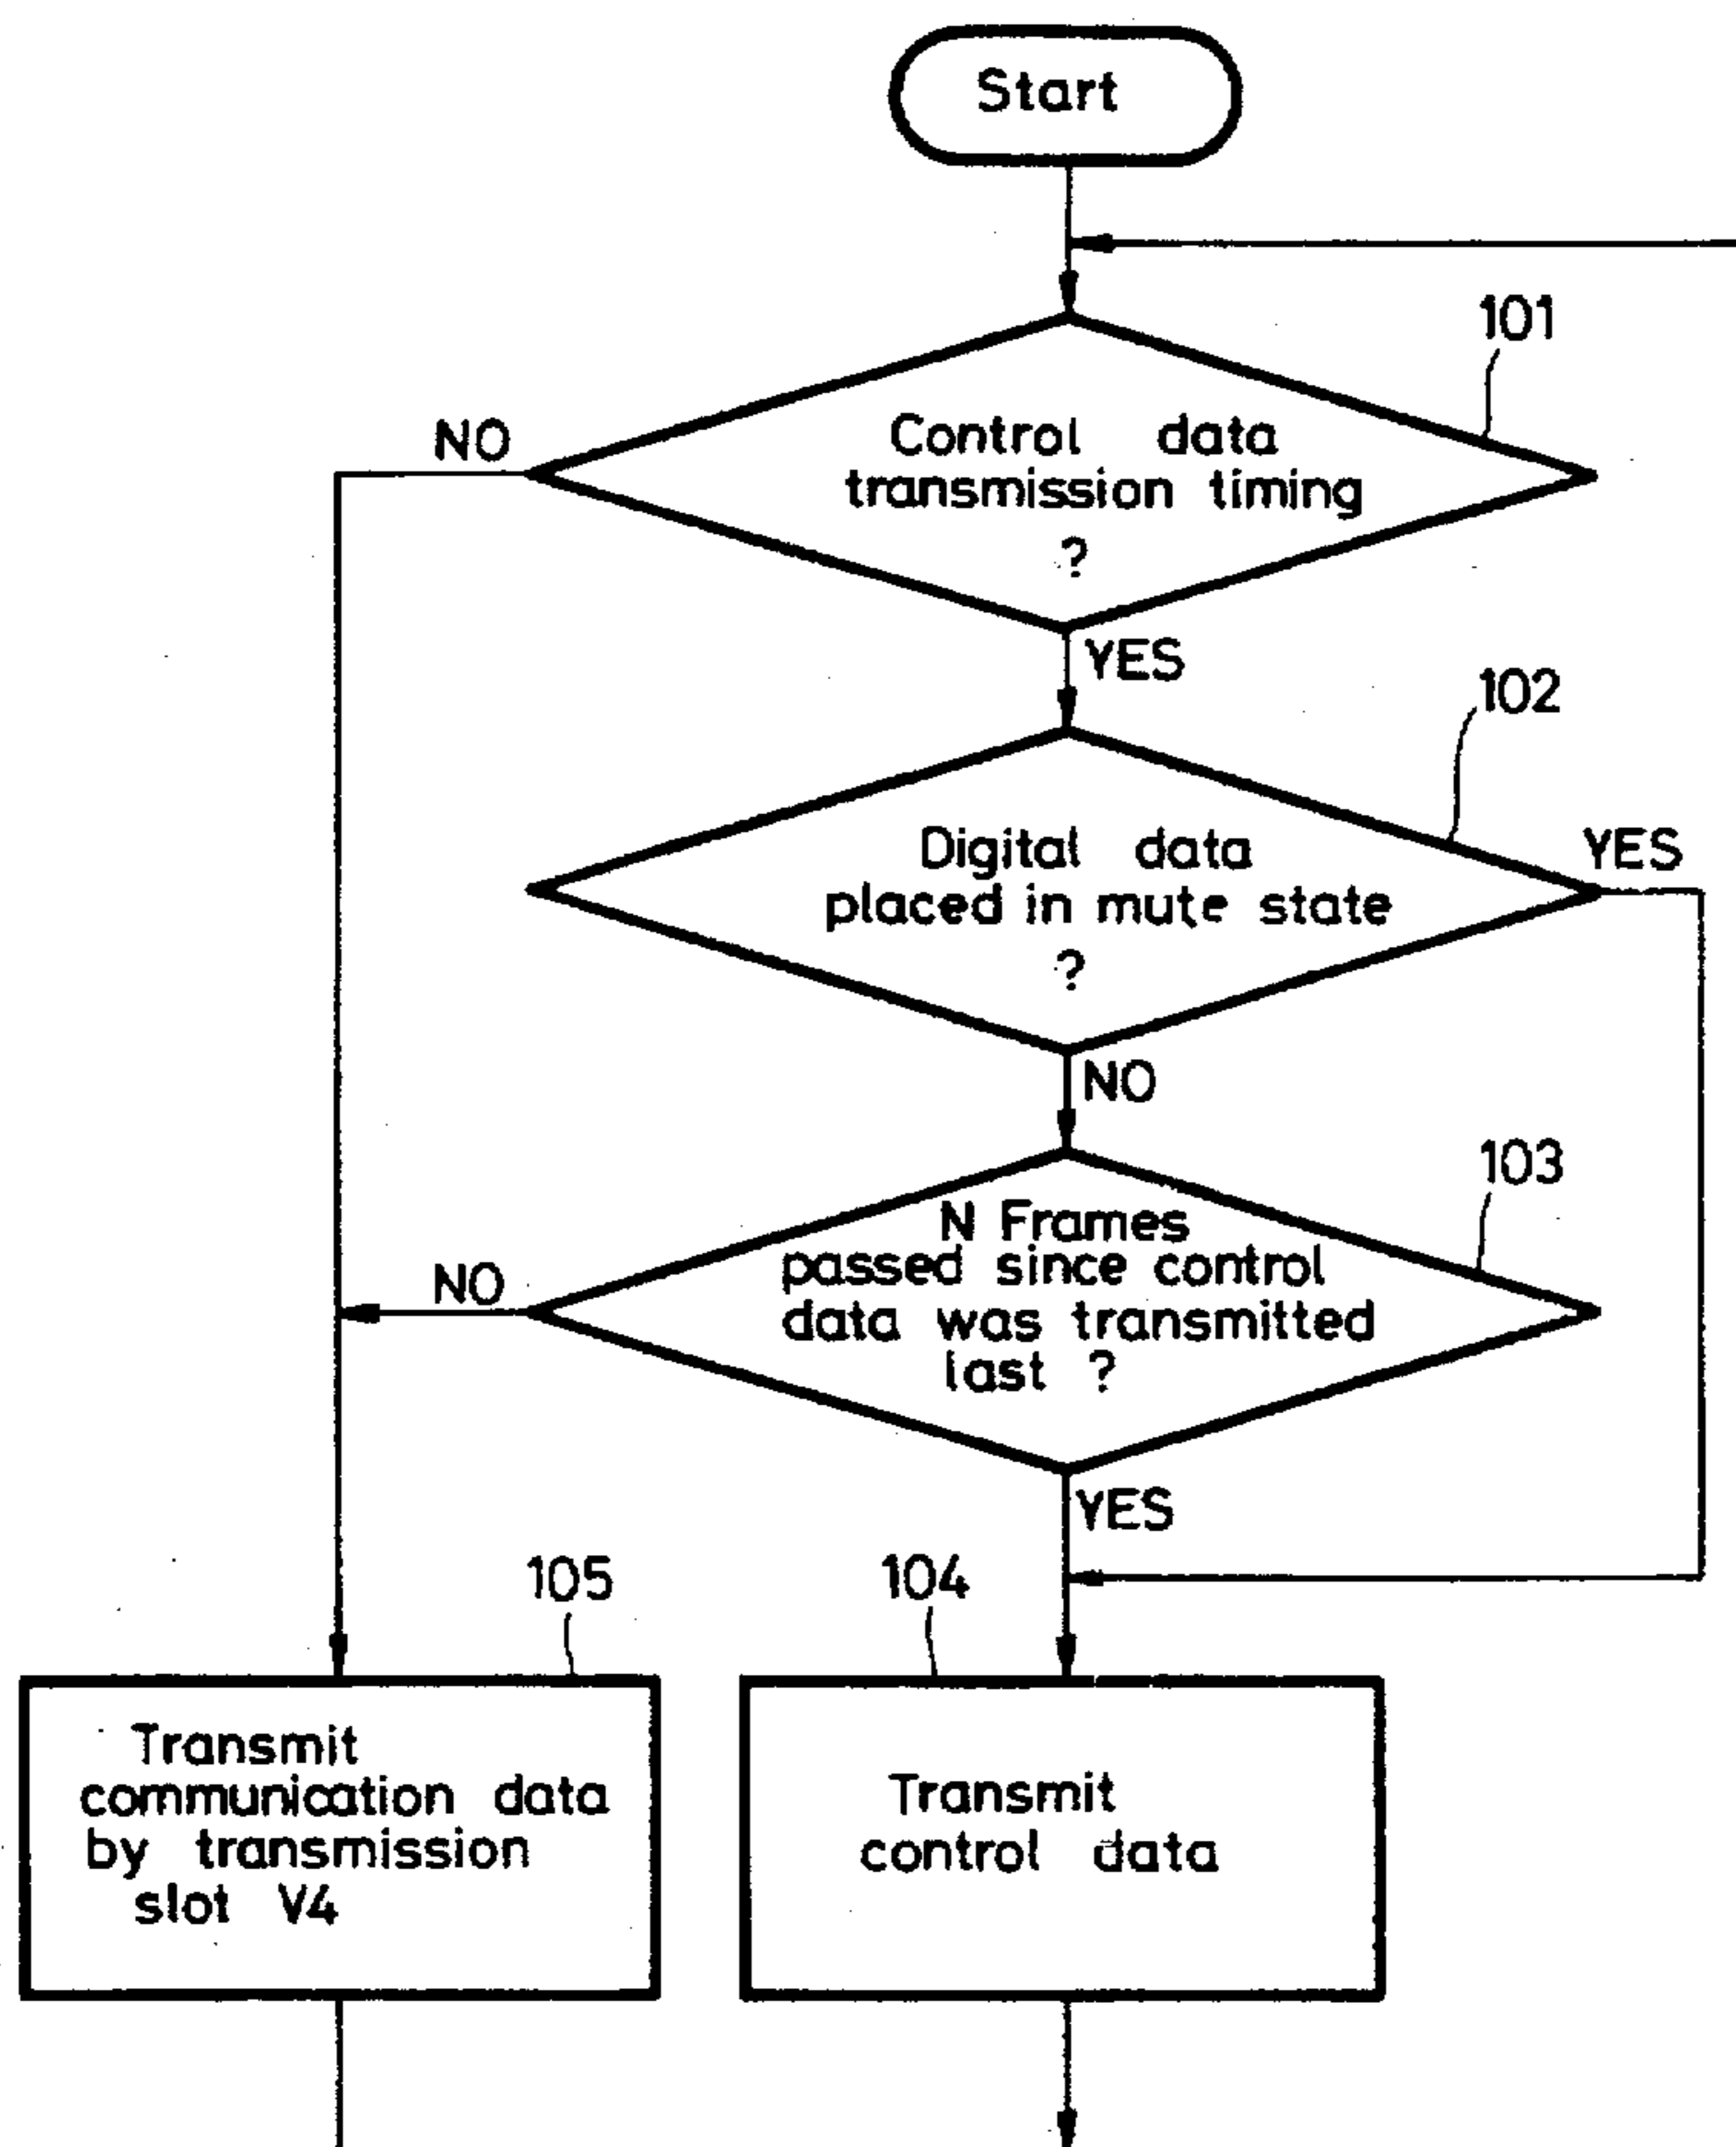 Start
101
NO
Control data
transmission timing
?
YES
102
Digital data
placed in mute state
?
YES
NO
103
N Frames
passed since control
data was transmitted
last ?
NO
YES
105
104
Transmit
communication data
by transmission
slot V4
Transmit
control data